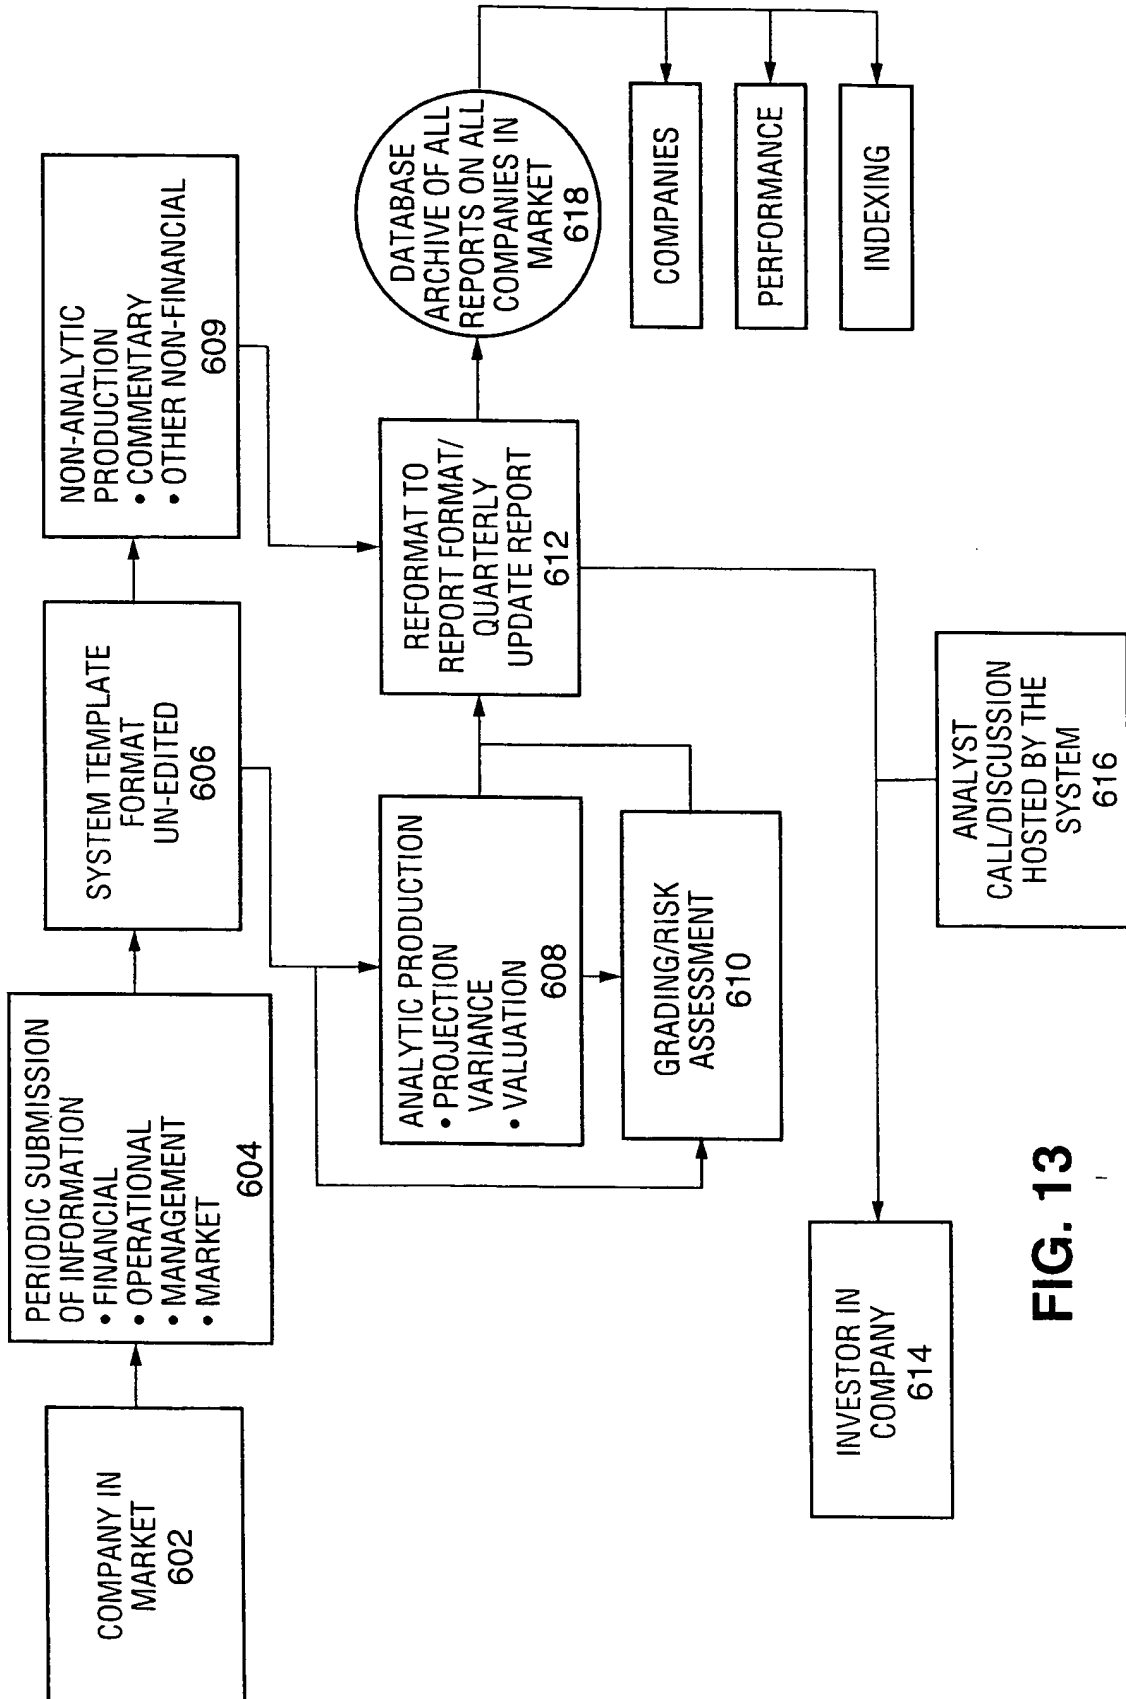 COMPANY IN
MARKET
602
PERIODIC SUBMISSION
OF INFORMATION
• FINANCIAL
• OPERATIONAL
• MANAGEMENT
• MARKET
604
SYSTEM TEMPLATE
FORMAT
UN-EDITED
606
NON-ANALYTIC
PRODUCTION
• COMMENTARY
• OTHER NON-FINANCIAL
609
ANALYTIC PRODUCTION
• PROJECTION
VARIANCE
• VALUATION
608
GRADING/RISK
ASSESSMENT
610
REFORMAT TO
REPORT FORMAT/
QUARTERLY
UPDATE REPORT
612
DATABASE
ARCHIVE OF ALL
REPORTS ON ALL
COMPANIES IN
MARKET
618
COMPANIES
PERFORMANCE
INDEXING
INVESTOR IN
COMPANY
614
ANALYST
CALL/DISCUSSION
HOSTED BY THE
SYSTEM
616
FIG. 13